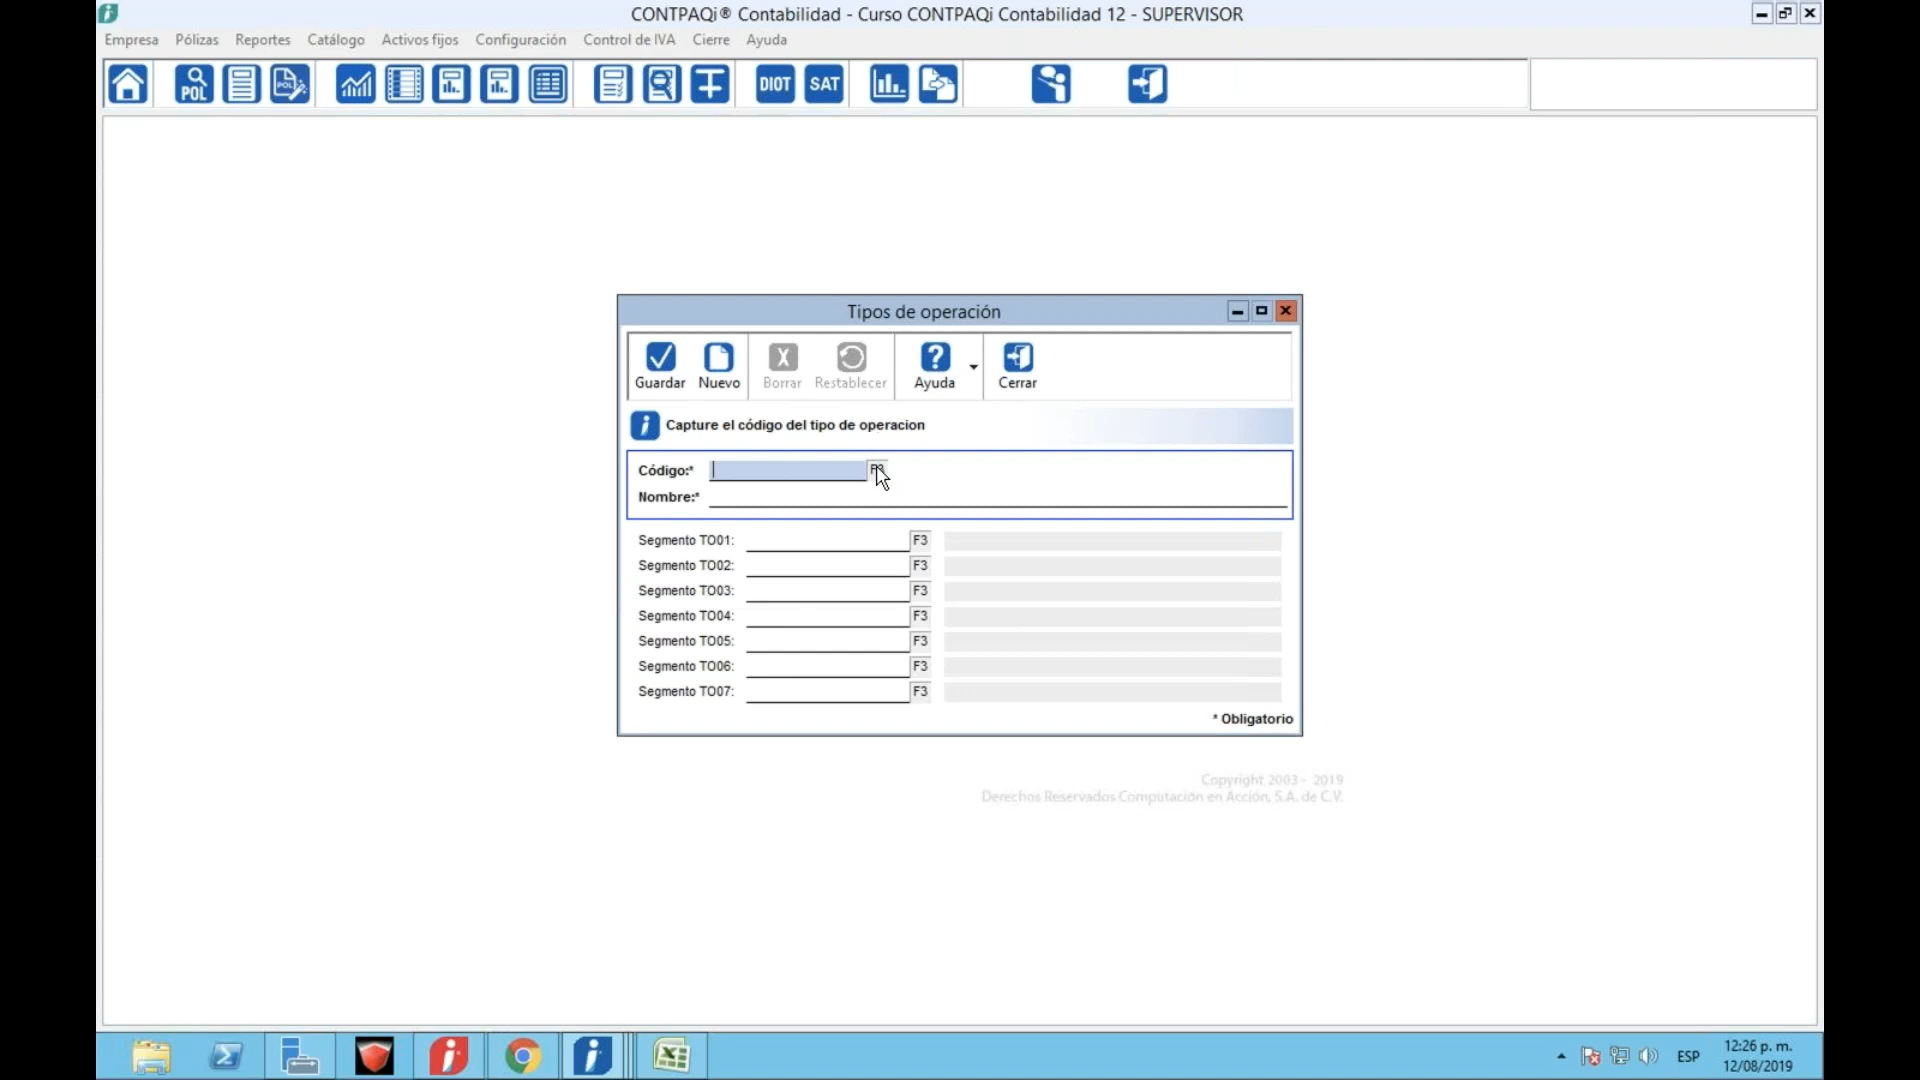 CONTPAQi® Contabilidad - Curso CONTPAQi Contabilidad 12 - SUPERVISOR
Empresa Pólizas Reportes Catálogo Activos fijos Configuración Control de IVA Cierre Ayuda
POL POL DIOT SAT
Tipos de operación
Guardar Nuevo Borrar Restablecer Ayuda Cerrar
Capture el código del tipo de operacion
Código:*
Nombre:*
Segmento TO01: F3
Segmento TO02: F3
Segmento TO03: F3
Segmento TO04: F3
Segmento TO05: F3
Segmento TO06: F3
Segmento TO07: F3
* Obligatorio
Copyright 2003 - 2019
Derechos Reservados Computación en Acción, S.A. de C.V.
ESP
12:26 p. m.
12/08/2019